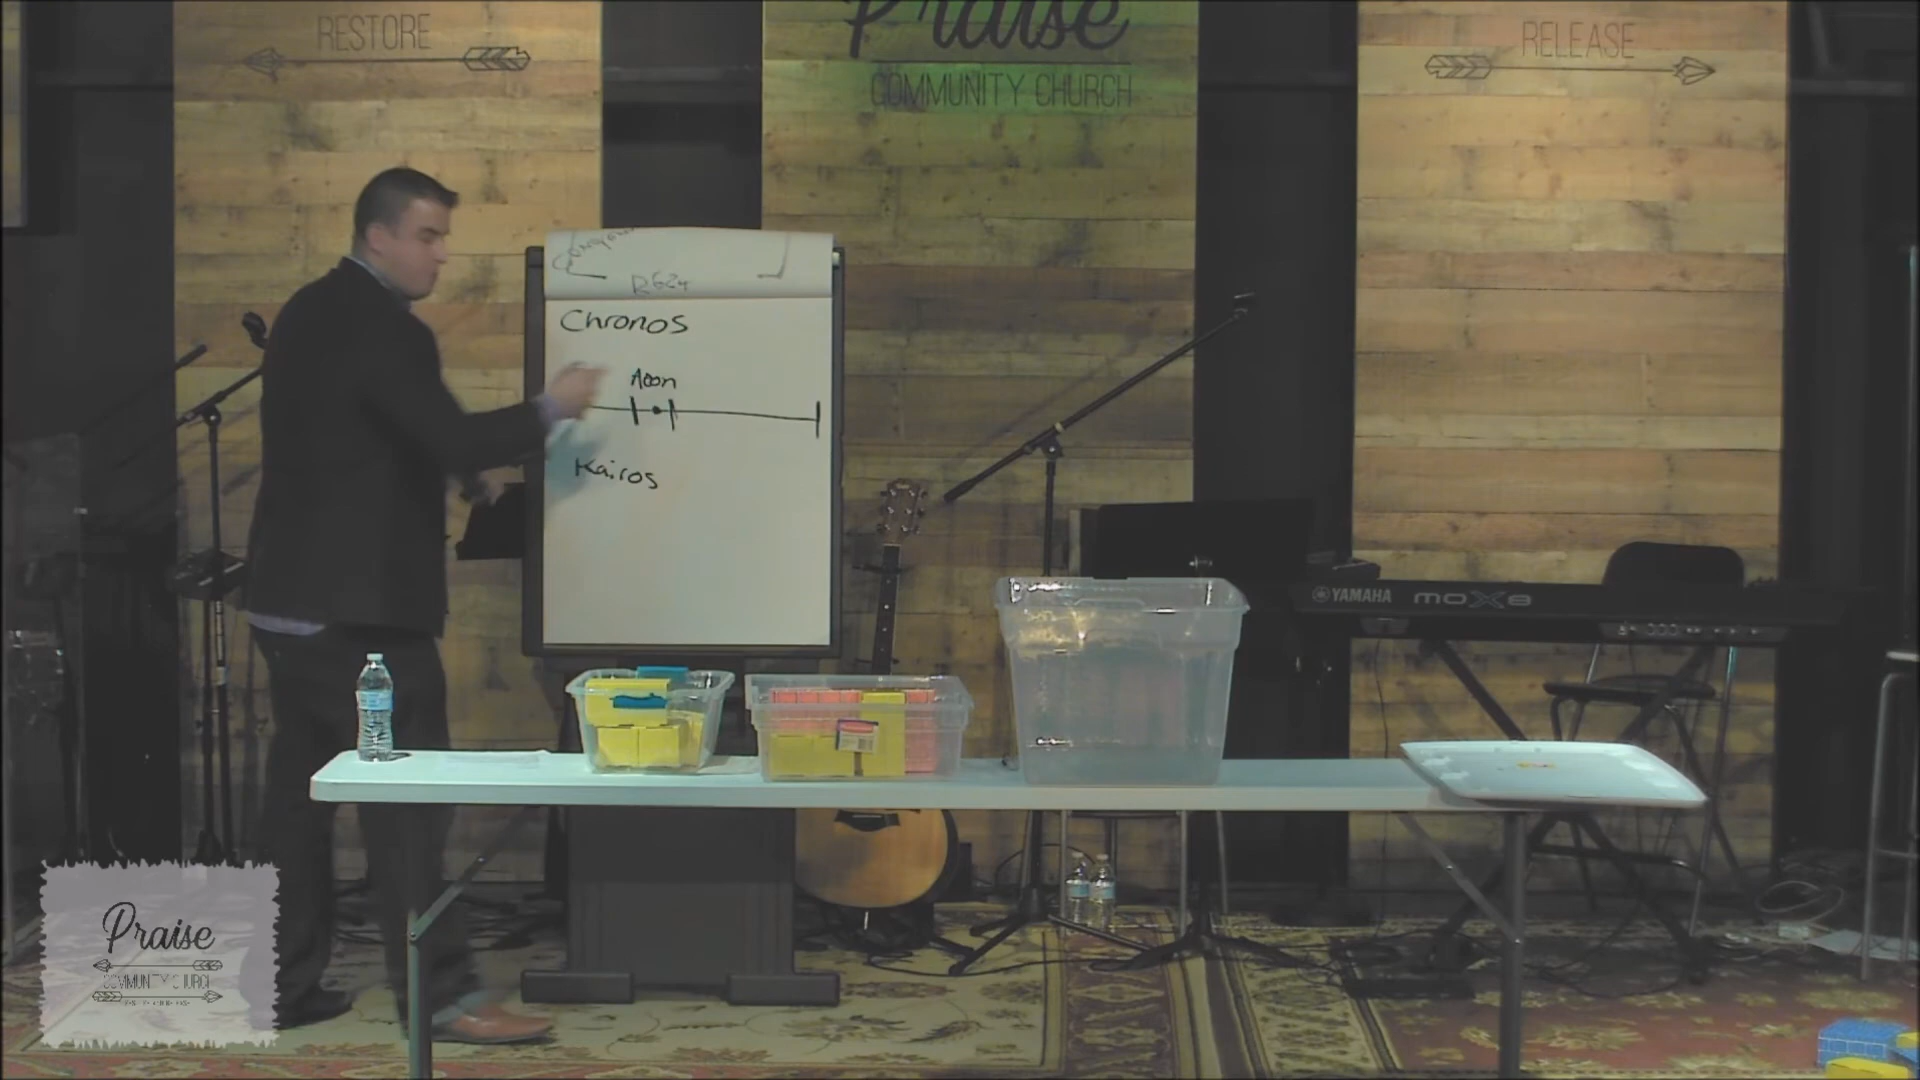 RESTORE
Praise
COMMUNITY CHURCH
RELEASE
Chronos
Aeon
Kairos
YAMAHA MOX8
Praise
COMMUNITY CHURCH